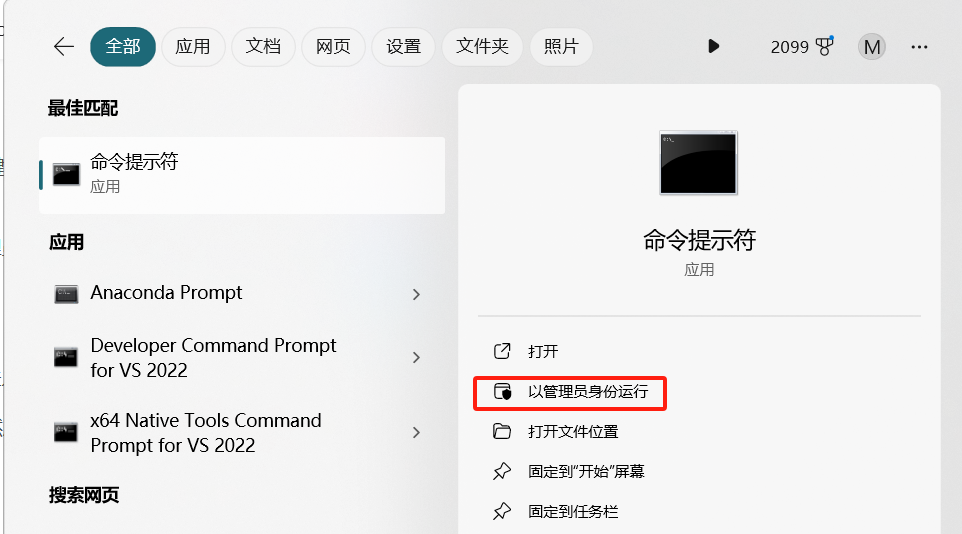 全部 应用 文档 网页 设置 文件夹 照片 2099 M
最佳匹配
命令提示符
应用
应用
Anaconda Prompt
Developer Command Prompt
for VS 2022
x64 Native Tools Command
Prompt for VS 2022
搜索网页
命令提示符
应用
打开
以管理员身份运行
打开文件位置
固定到"开始"屏幕
固定到任务栏